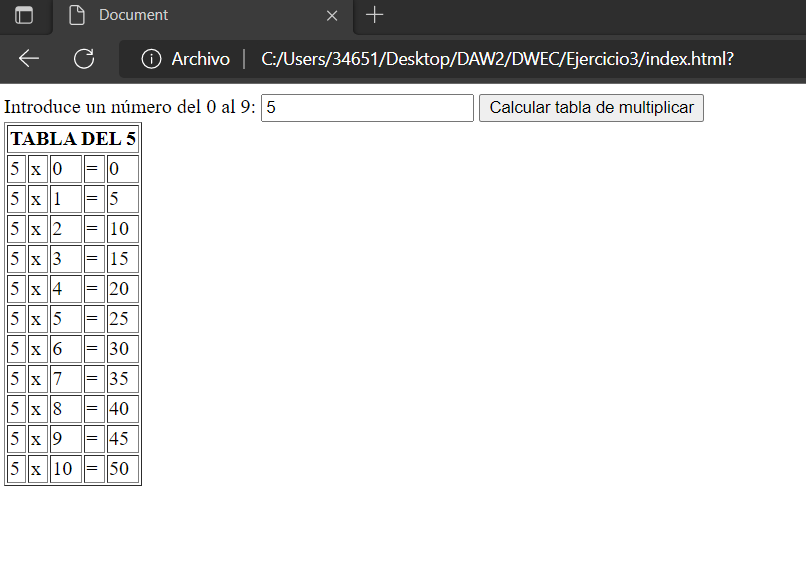 Document
Archivo C:/Users/34651/Desktop/DAW2/DWEC/Ejercicio3/index.html?
Introduce un número del 0 al 9: 5 Calcular tabla de multiplicar
TABLA DEL 5
5 x 0 = 0
5 x 1 = 5
5 x 2 = 10
5 x 3 = 15
5 x 4 = 20
5 x 5 = 25
5 x 6 = 30
5 x 7 = 35
5 x 8 = 40
5 x 9 = 45
5 x 10 = 50